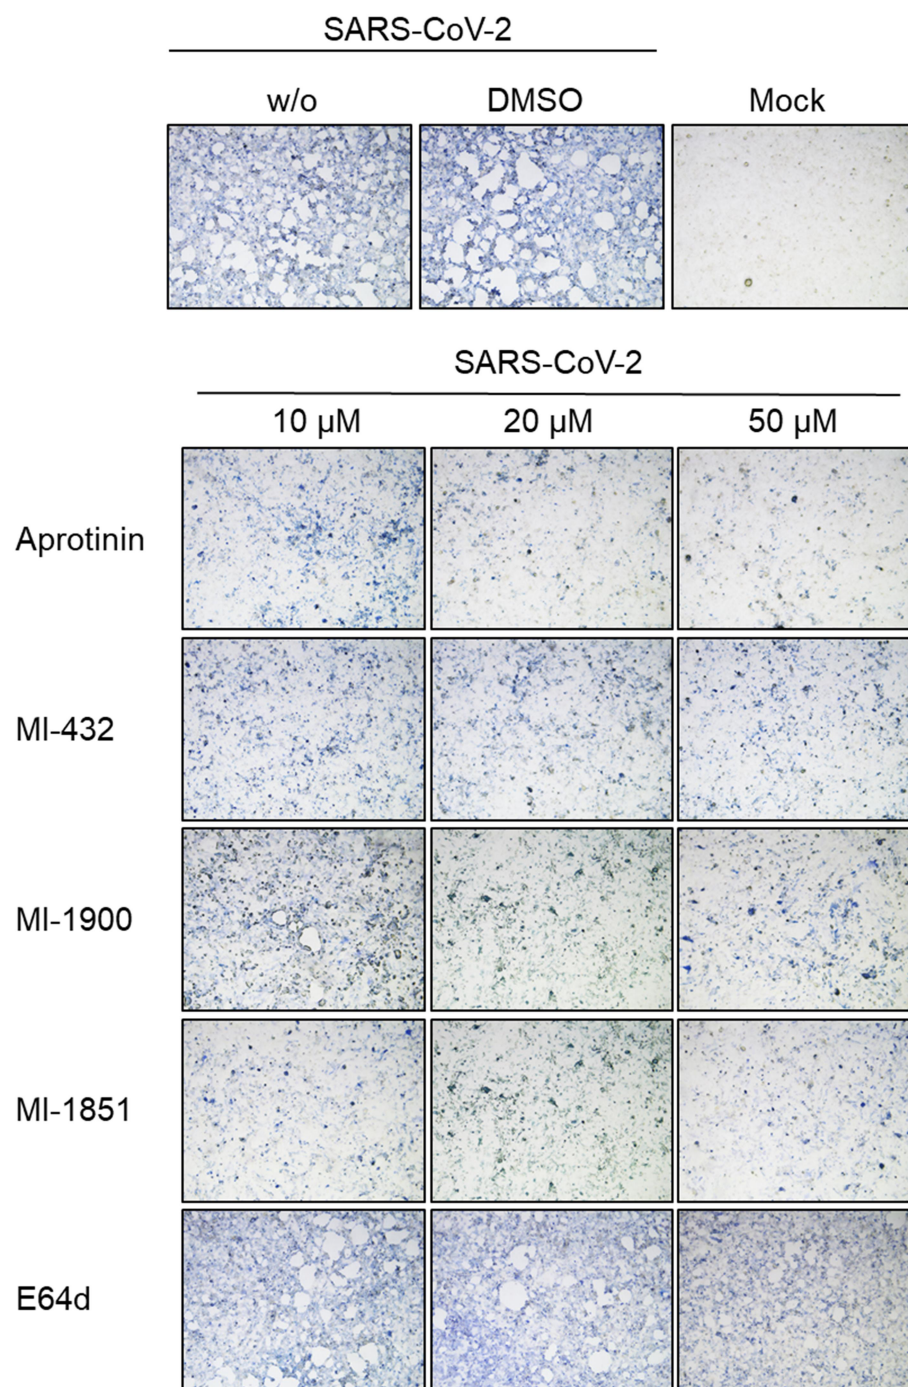 SARS-CoV-2
w/o DMSO Mock
SARS-CoV-2
10 µM 20 µM 50 µM
Aprotinin
MI-432
MI-1900
MI-1851
E64d